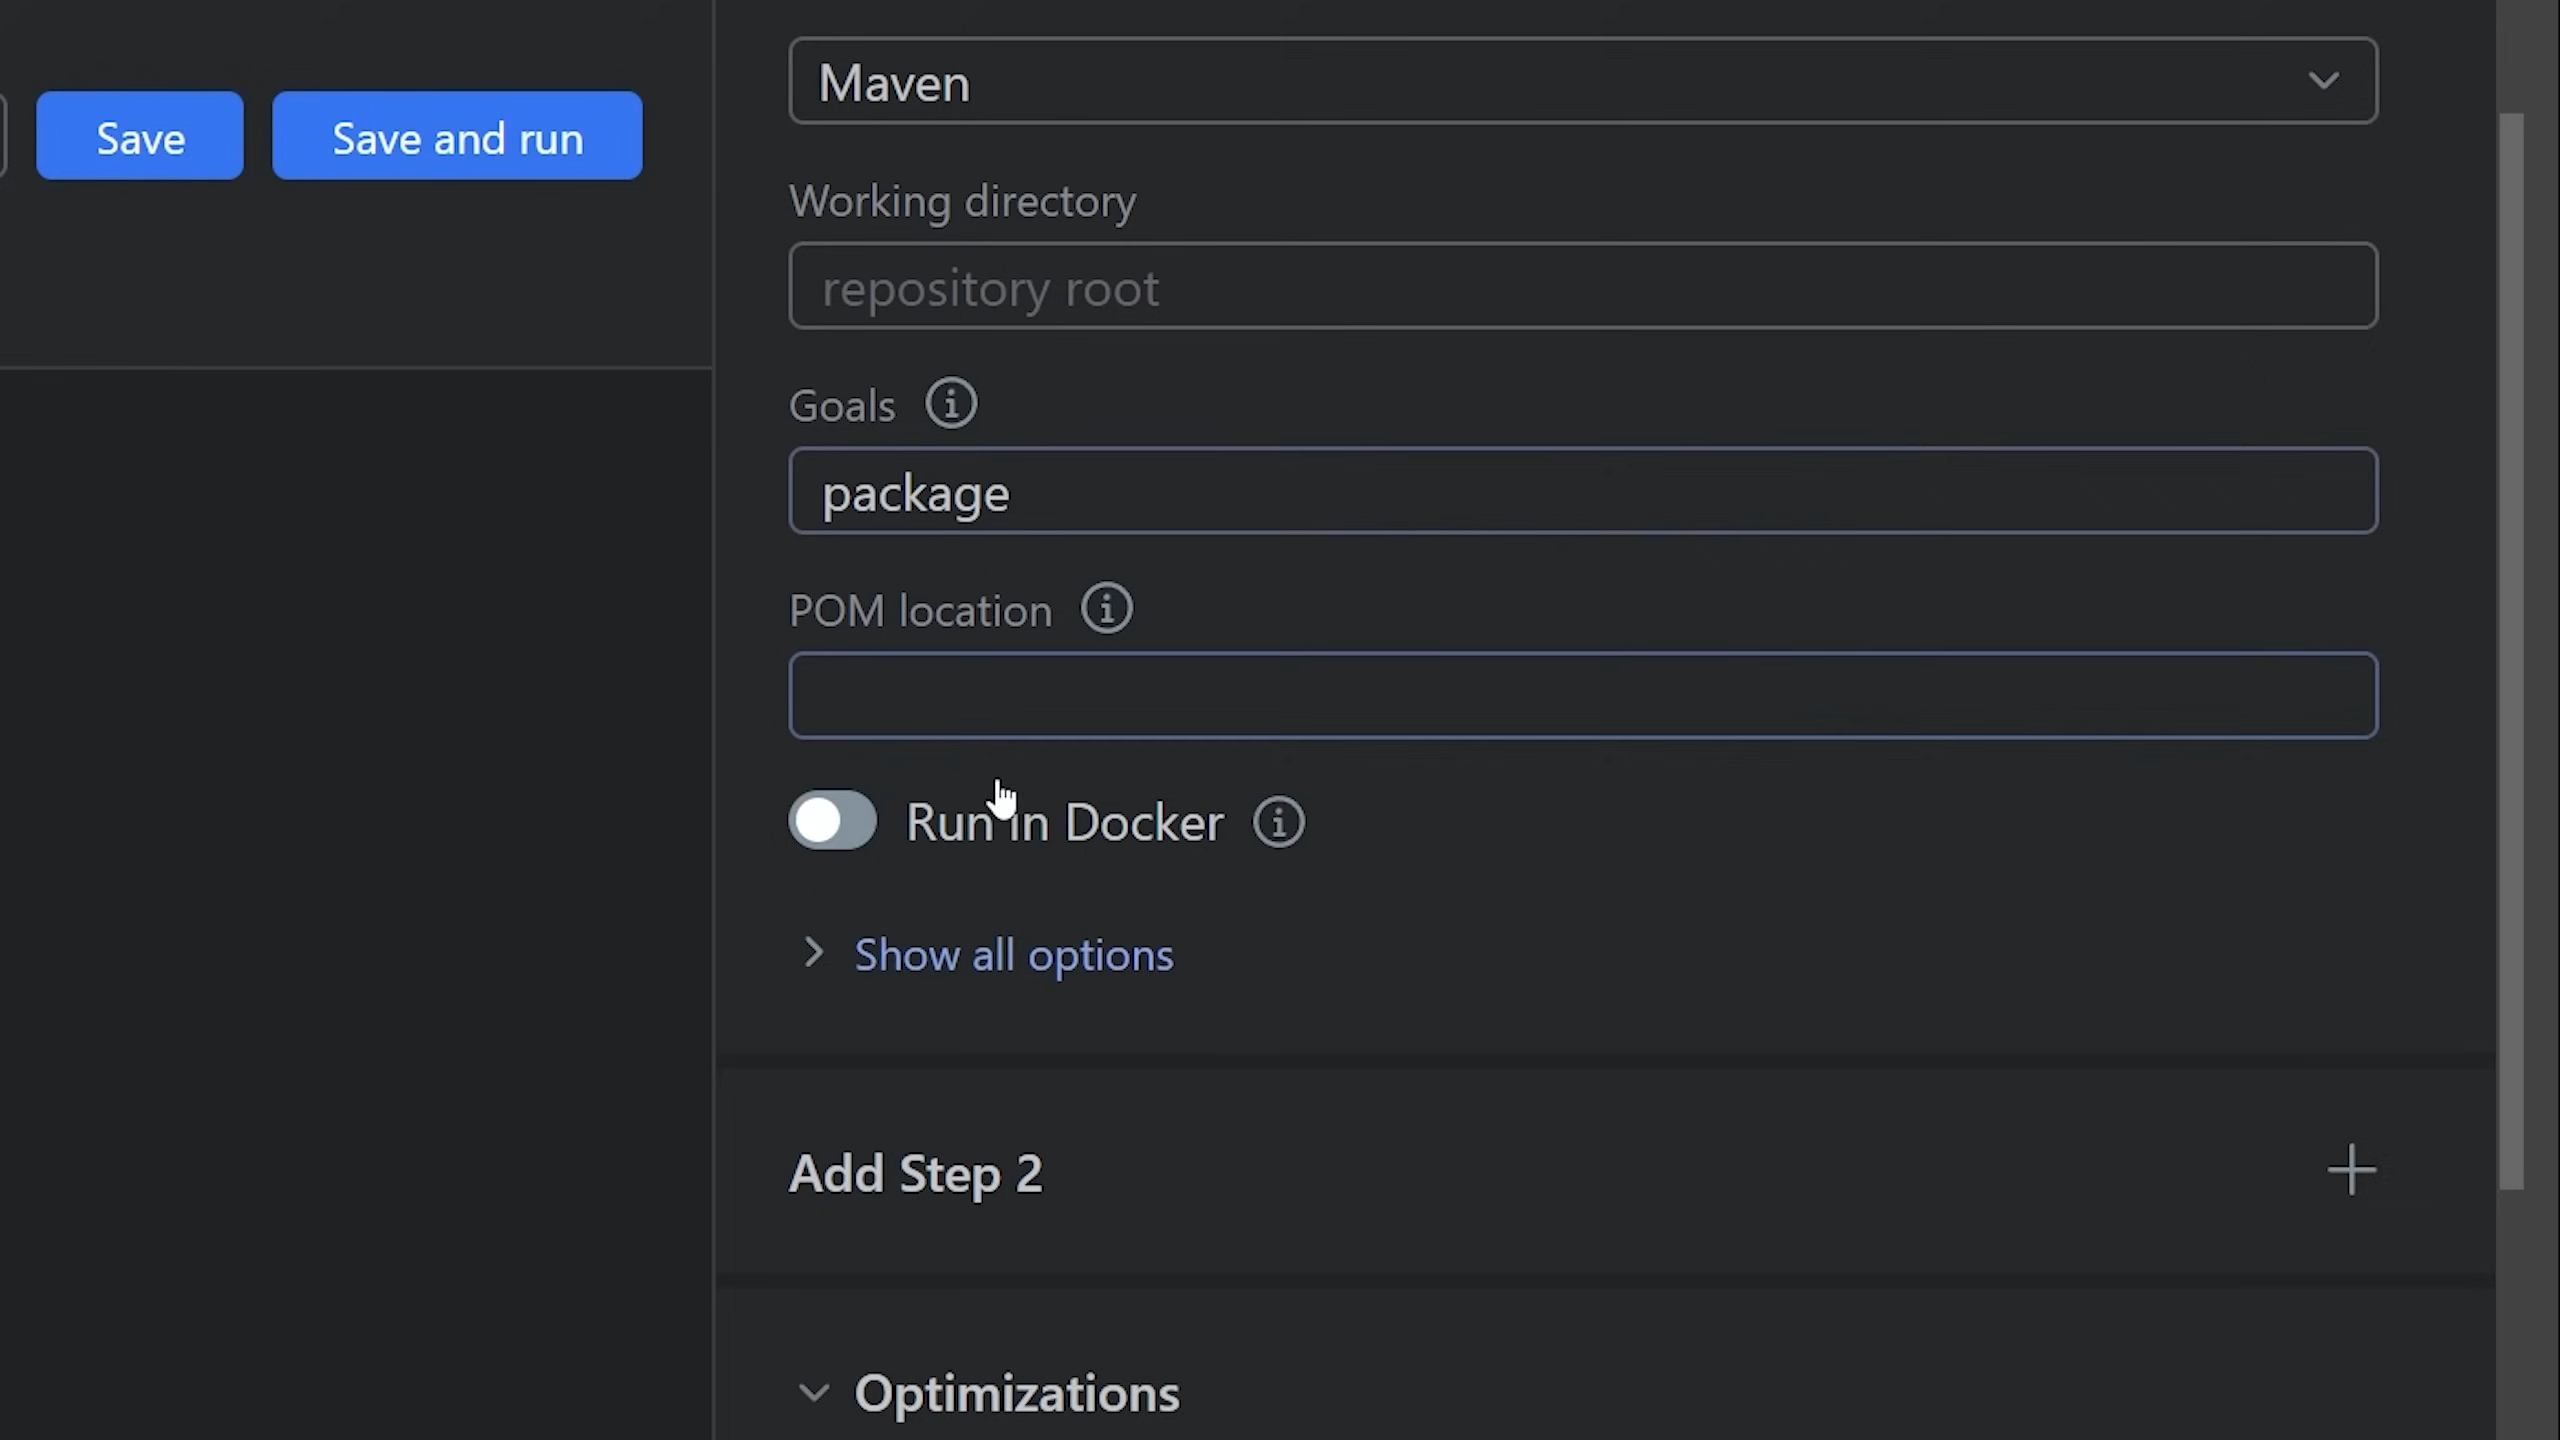 Save
Save and run
Maven
Working directory
repository root
Goals
package
POM location
Run in Docker
Show all options
Add Step 2
Optimizations